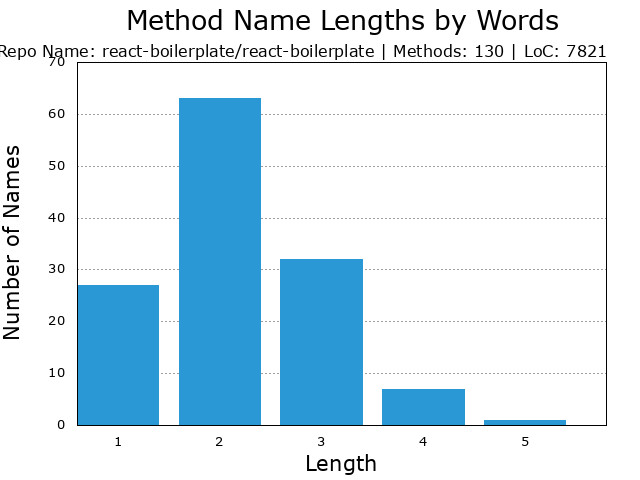 Method Name Lengths by Words
Repo Name: react-boilerplate/react-boilerplate | Methods: 130 | LoC: 7821
70
60
50
40
30
20
10
0
Number of Names
1 2 3 4 5
Length